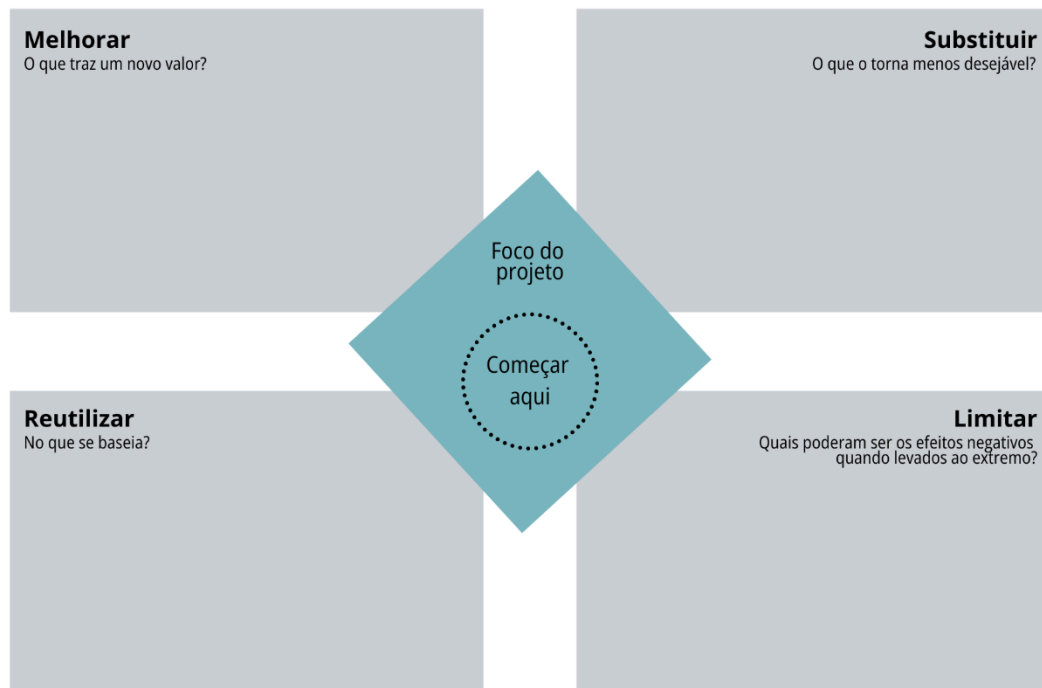 Melhorar
O que traz um novo valor?
Substituir
O que o torna menos desejável?
Foco do
projeto
Começar
aqui
Reutilizar
No que se baseia?
Limitar
Quais poderam ser os efeitos negativos
quando levados ao extremo?